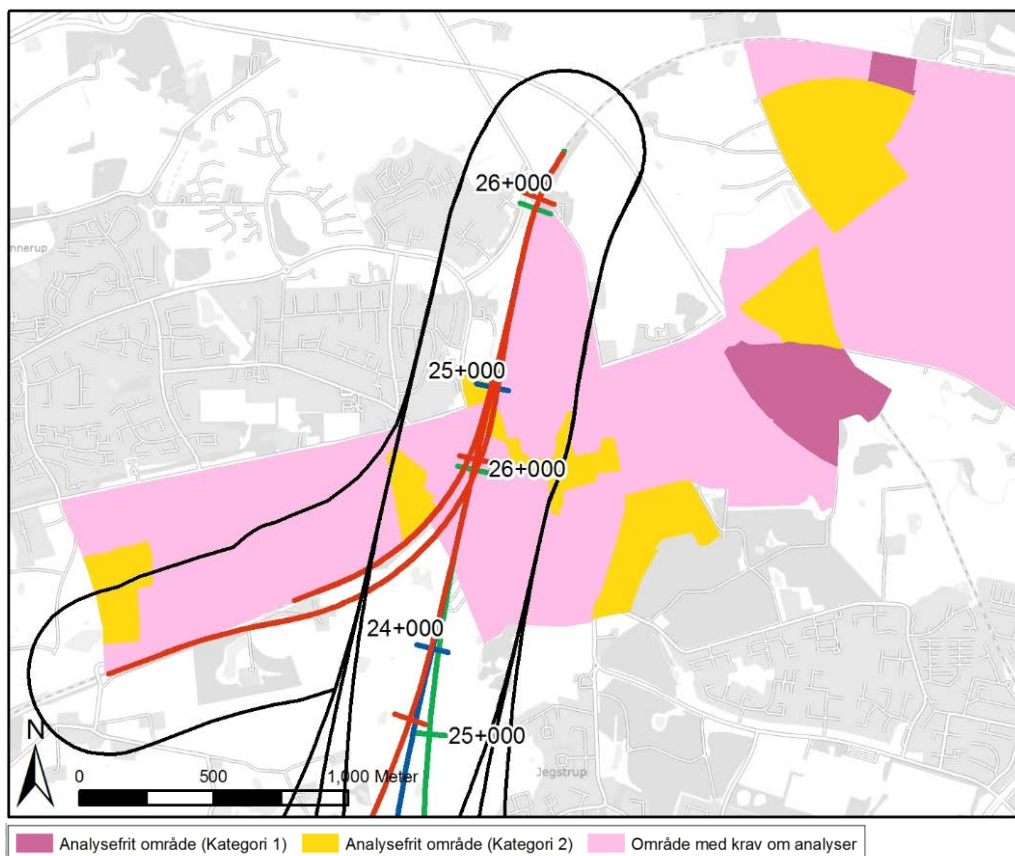 26+000
nnerup
25+000
26+000
24+000
25+000
N
0 500 1,000 Meter
Jegstrup
Analysefrit område (Kategori 1) Analysefrit område (Kategori 2) Område med krav om analyser